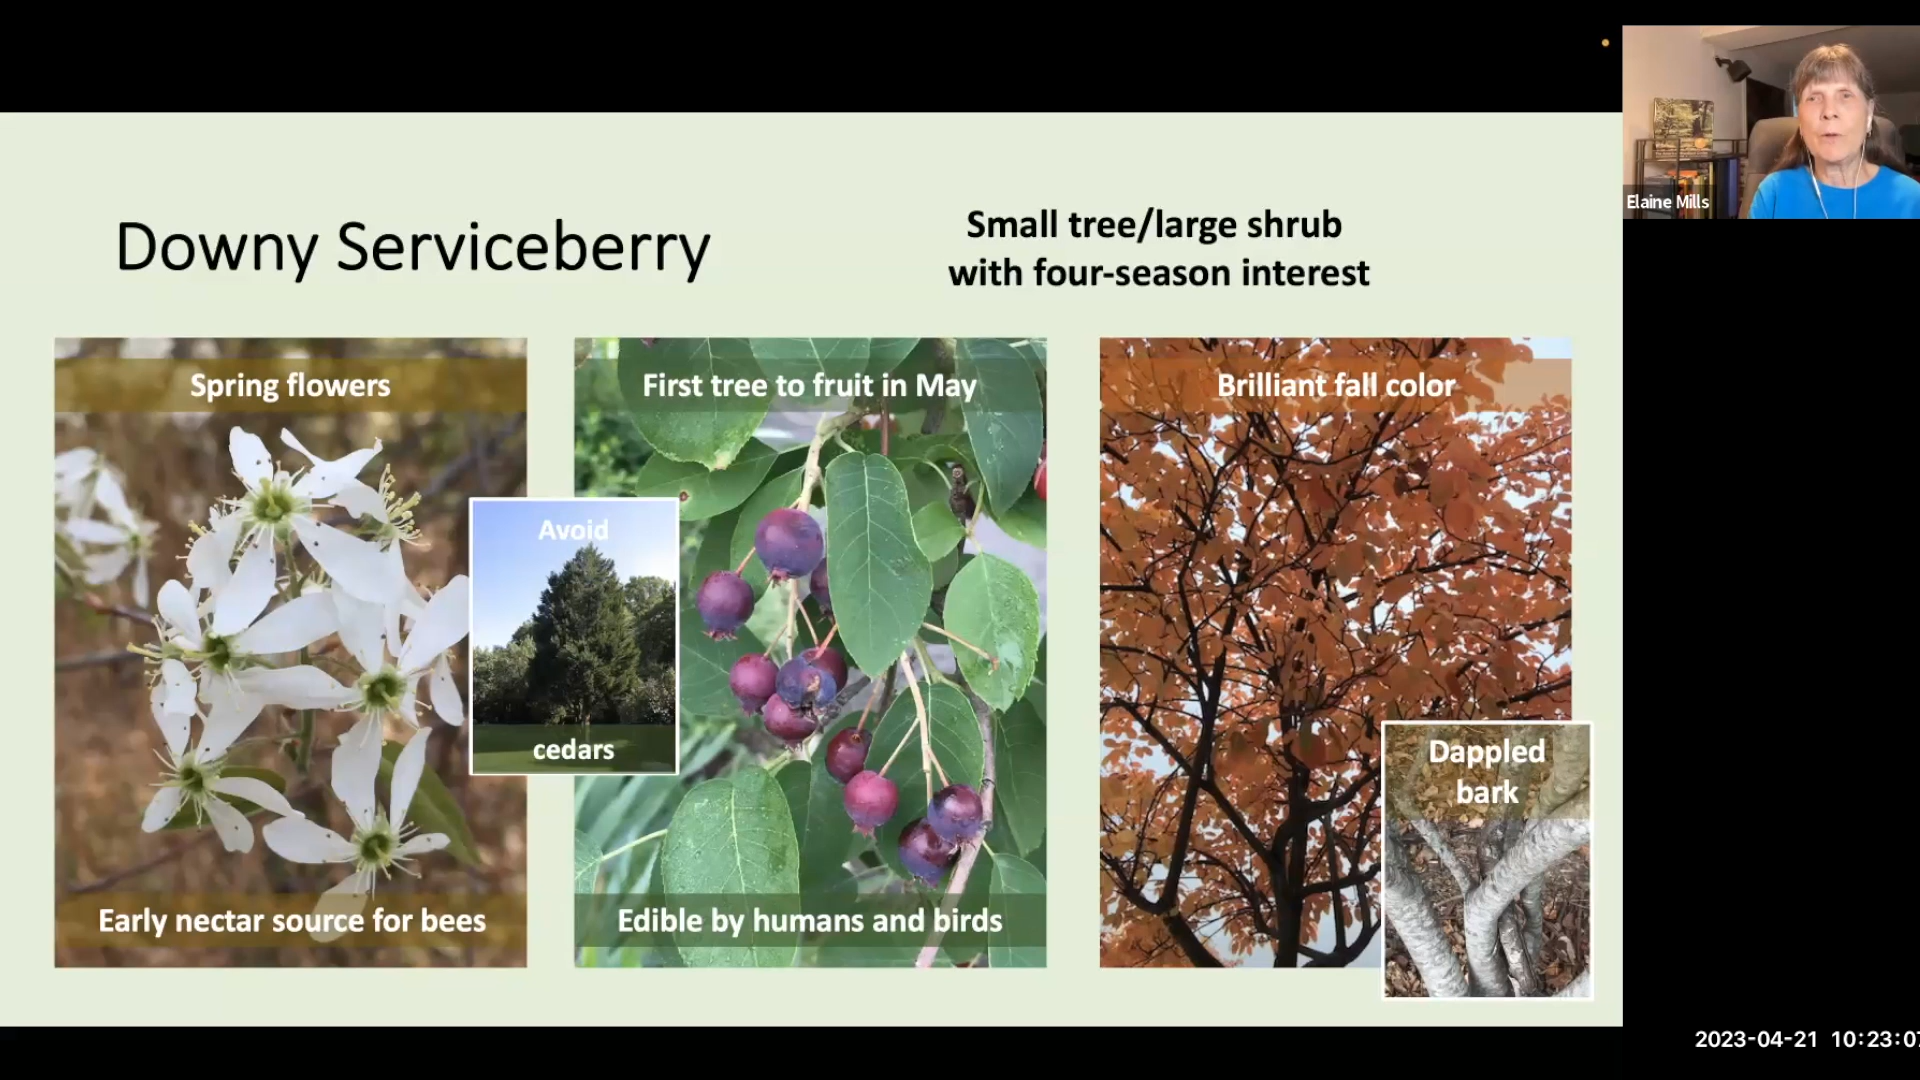 Downy Serviceberry
Small tree/large shrub
with four-season interest
Spring flowers
Early nectar source for bees
Avoid
cedars
First tree to fruit in May
Edible by humans and birds
Brilliant fall color
Dappled
bark
Elaine Mills
2023-04-21 10:23:07